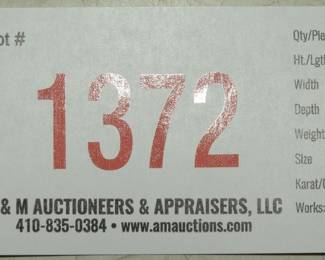 ot #
1372
& M AUCTIONEERS & APPRAISERS, LLC
410-835-0384 • www.amauctions.com
Qty/Pie
Ht./Lgt
Width
Depth
Weight
Size
Karat/
Works: